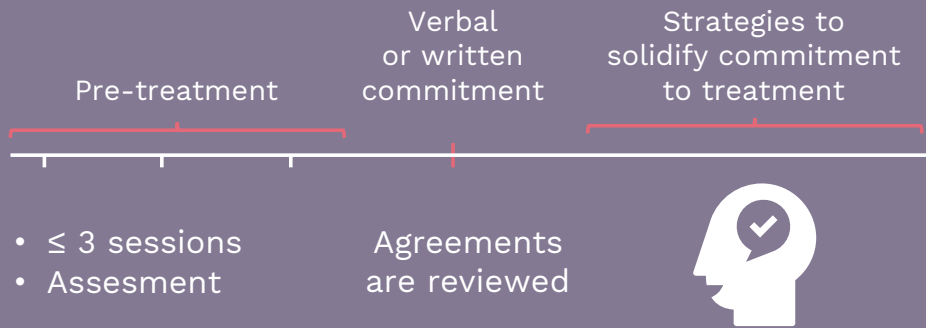 Pre-treatment
Verbal
or written
commitment
Strategies to
solidify commitment
to treatment
• ≤ 3 sessions
• Assesment
Agreements
are reviewed